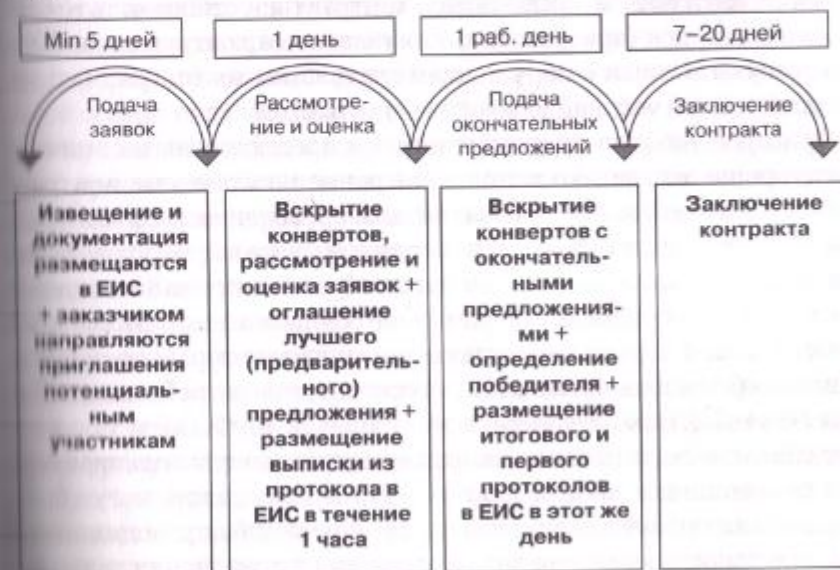 Min 5 дней
1 день
1 раб. день
7–20 дней
Подача
заявок
Рассмотре-
ние и оценка
Подача
окончательных
предложений
Заключение
контракта
Извещение и
документация
размещаются
в ЕИС
+ заказчиком
направляются
приглашения
потенциаль-
ным
участникам
Вскрытие
конвертов,
рассмотрение и
оценка заявок +
оглашение
лучшего
(предваритель-
ного)
предложения +
размещение
выписки из
протокола в
ЕИС в течение
1 часа
Вскрытие
конвертов с
окончатель-
ными
предложения-
ми +
определение
победителя +
размещение
итогового и
первого
протоколов
в ЕИС в этот же
день
Заключение
контракта